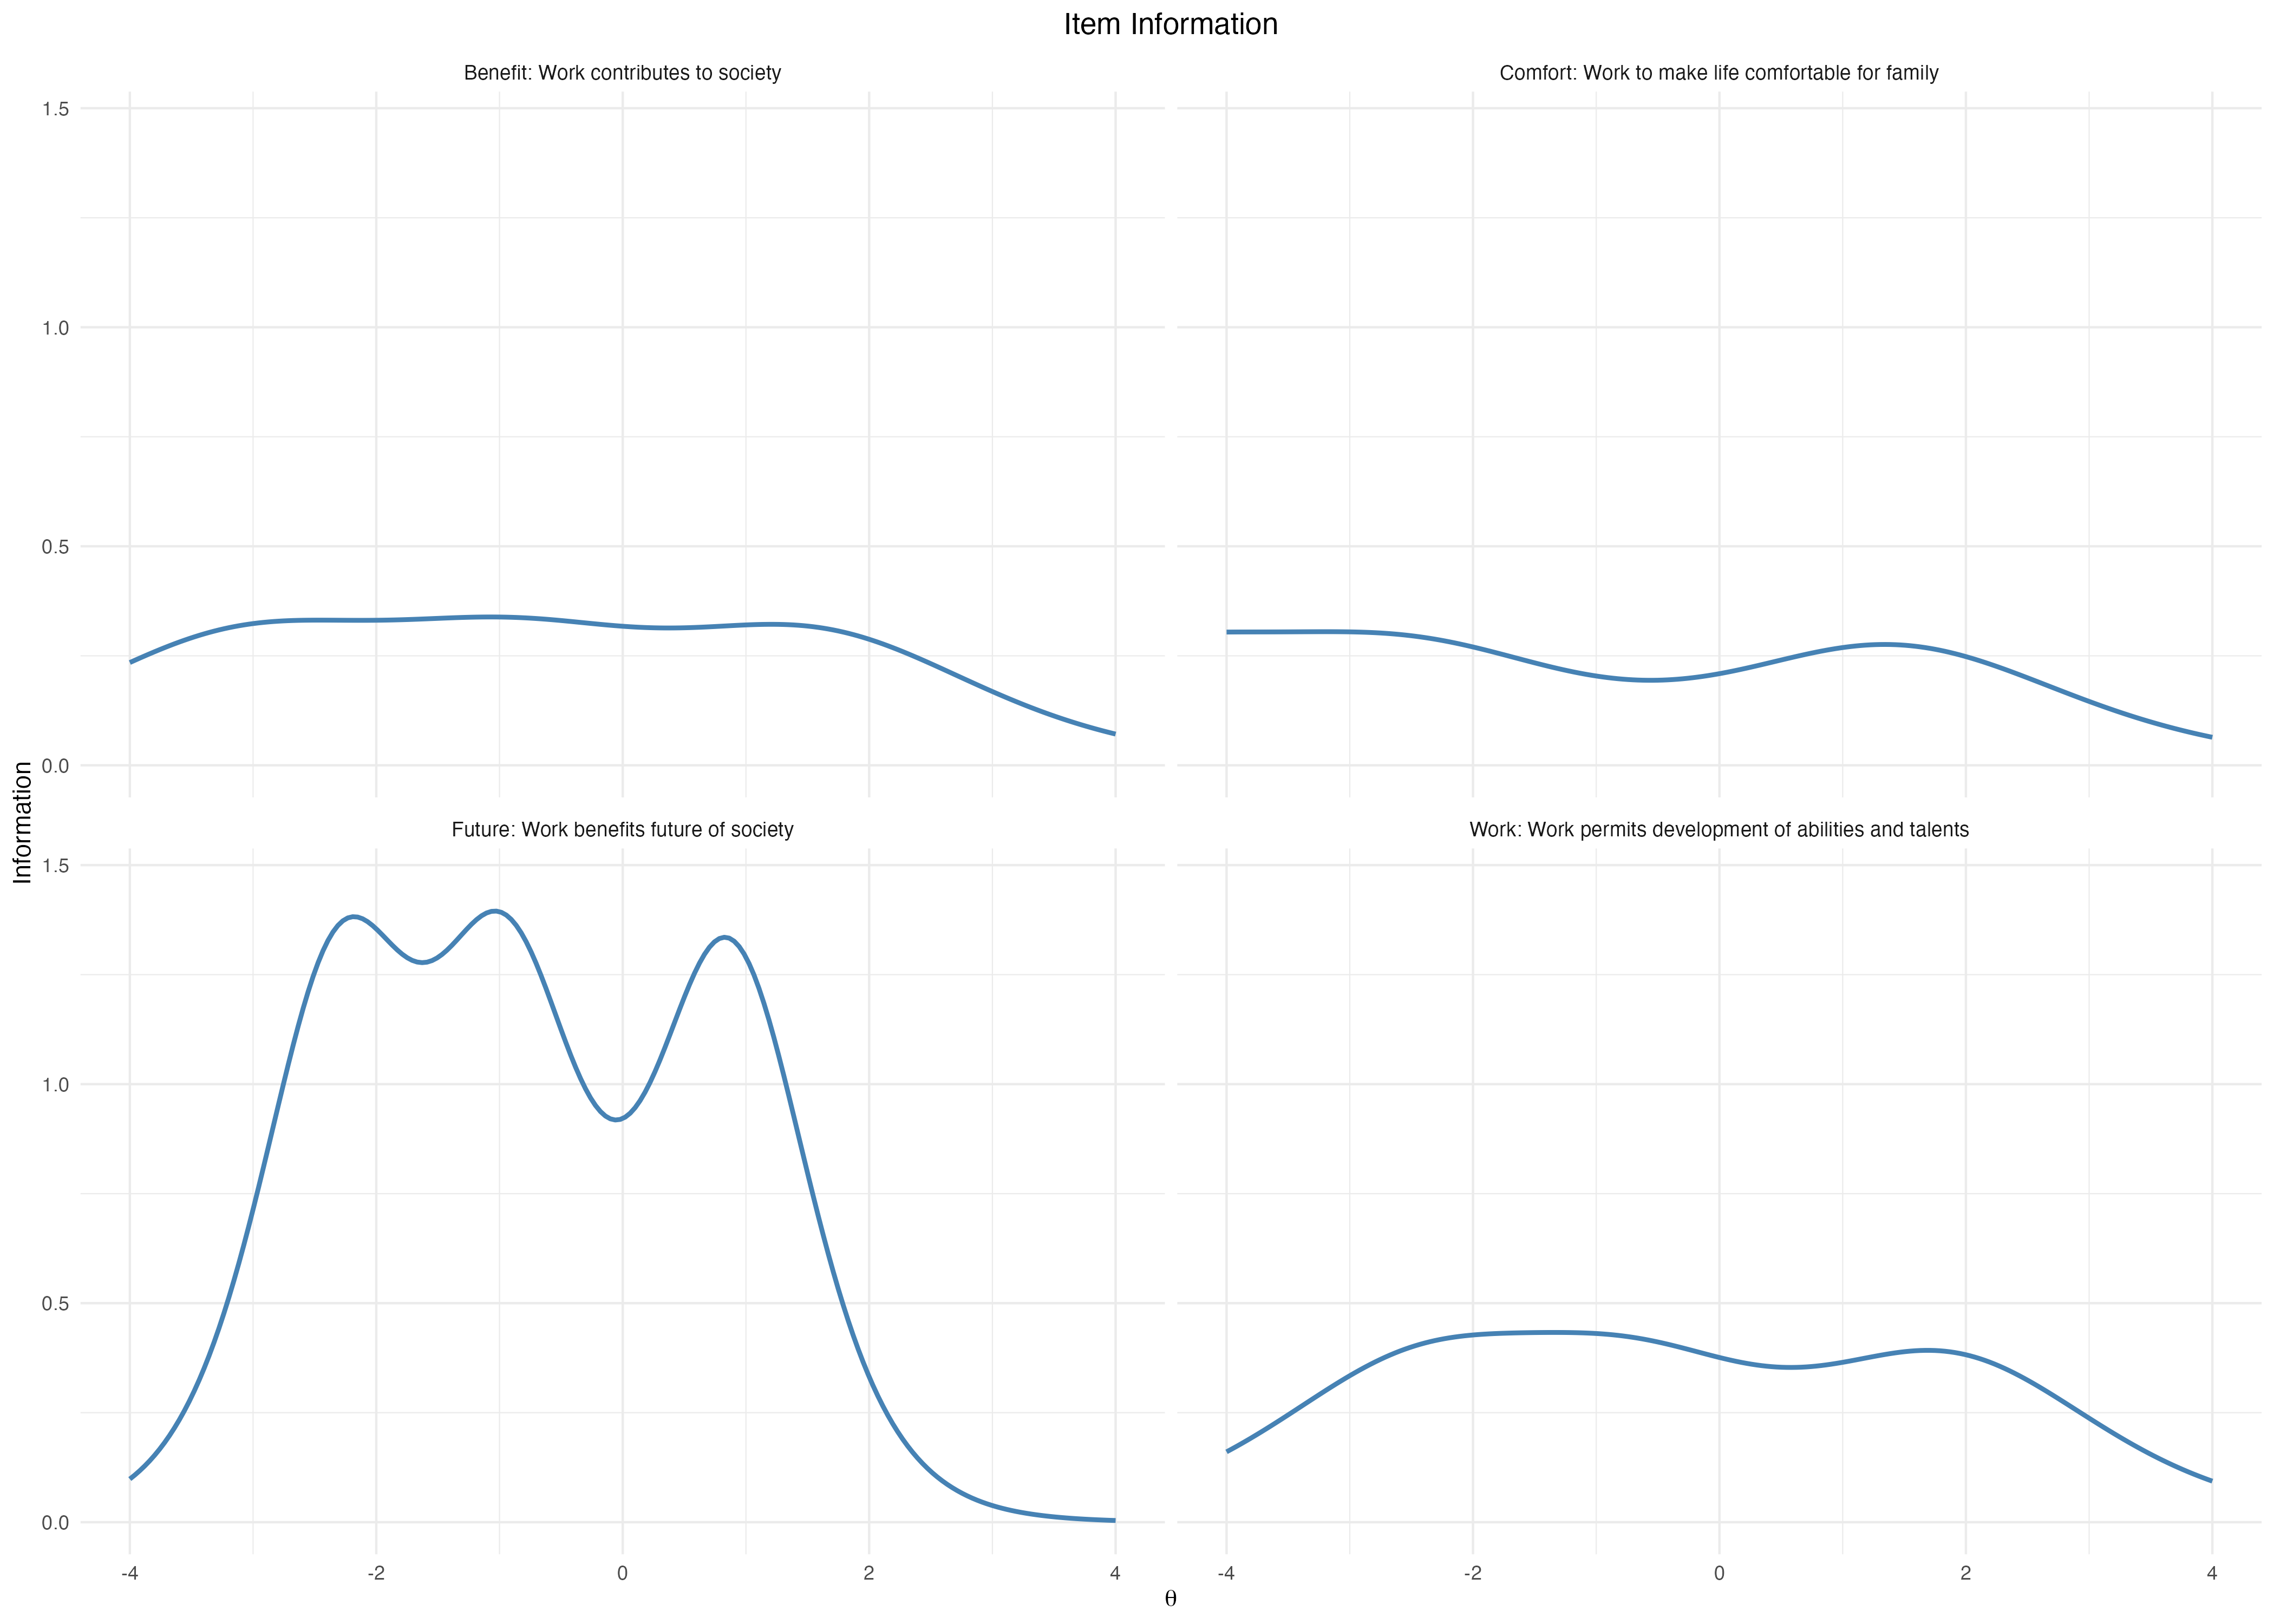 Item Information
Benefit: Work contributes to society
Comfort: Work to make life comfortable for family
1.5
1.0
0.5
0.0
Information
Future: Work benefits future of society
Work: Work permits development of abilities and talents
1.5
1.0
0.5
0.0
-4 -2 0 2 4 -4 -2 0 2 4
θ